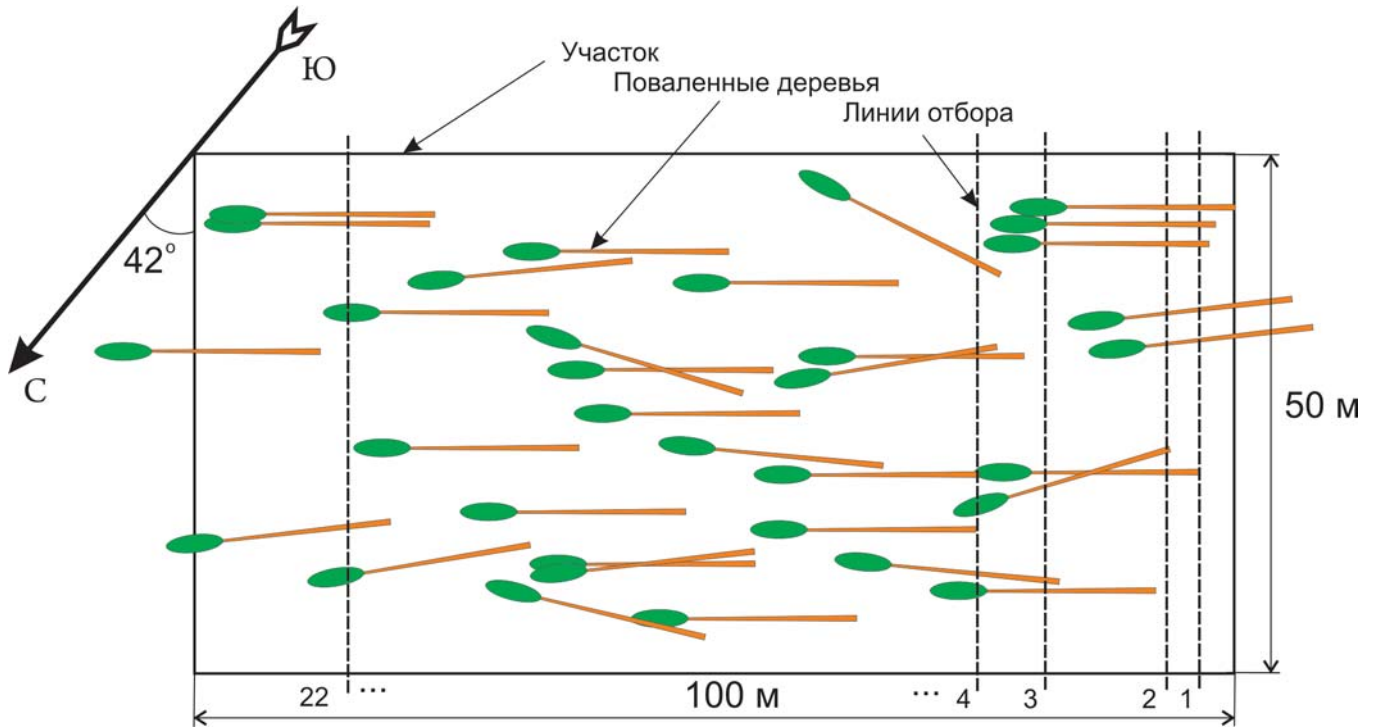 Участок
Ю
Поваленные деревья
Линии отбора
42°
С
50 м
22 ... 100 м ... 4 3 2 1